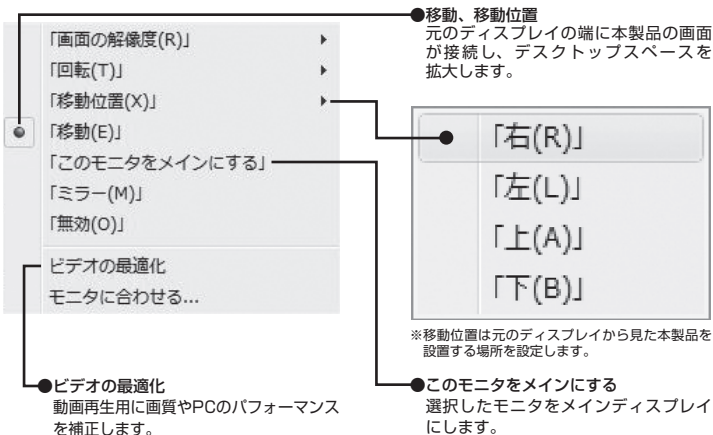 「画面の解像度(R)」
「回転(T)」
「移動位置(X)」
「移動(E)」
「このモニタをメインにする」
「ミラー(M)」
「無効(O)」
ビデオの最適化
モニタに合わせる...
●移動、移動位置
元のディスプレイの端に本製品の画面
が接続し、デスクトップスペースを
拡大します。
「右(R)」
「左(L)」
「上(A)」
「下(B)」
※移動位置は元のディスプレイから見た本製品を
設置する場所を設定します。
●ビデオの最適化
動画再生用に画質やPCのパフォーマンス
を補正します。
●このモニタをメインにする
選択したモニタをメインディスプレイ
にします。